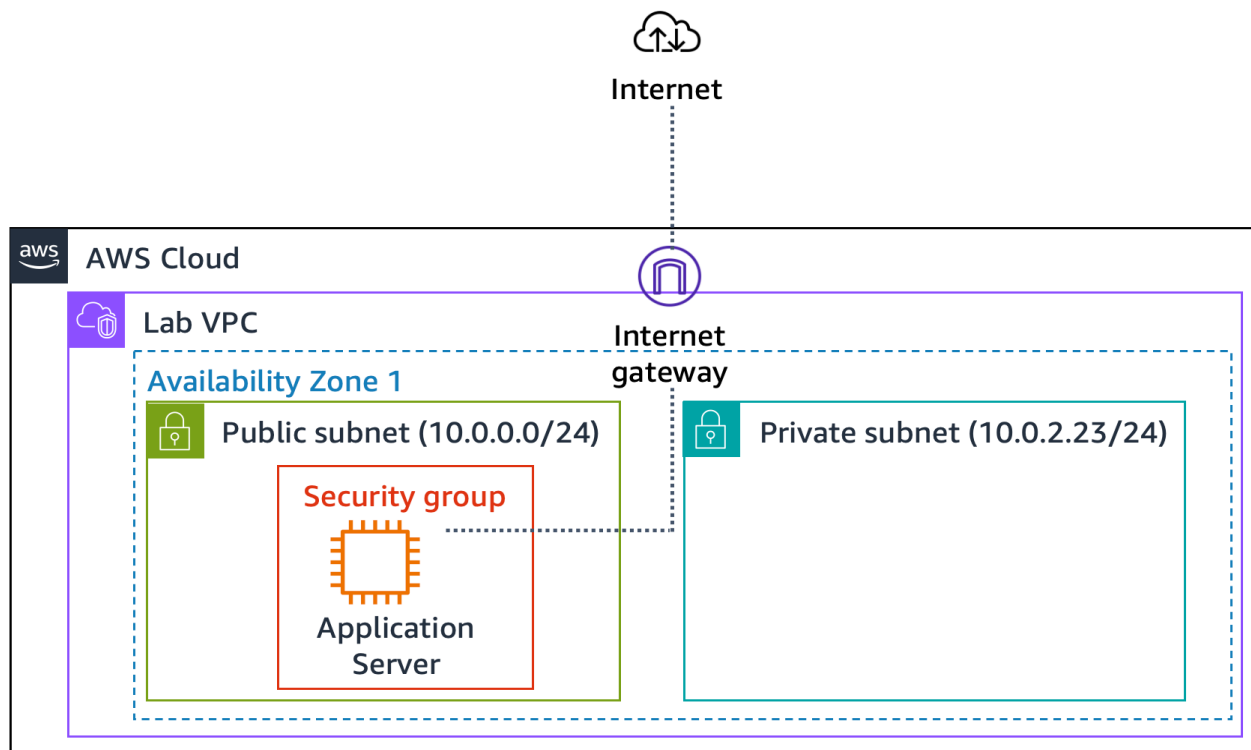 Internet
aws
AWS Cloud
Lab VPC
Internet
gateway
Availability Zone 1
Public subnet (10.0.0.0/24)
Private subnet (10.0.2.23/24)
Security group
Application
Server